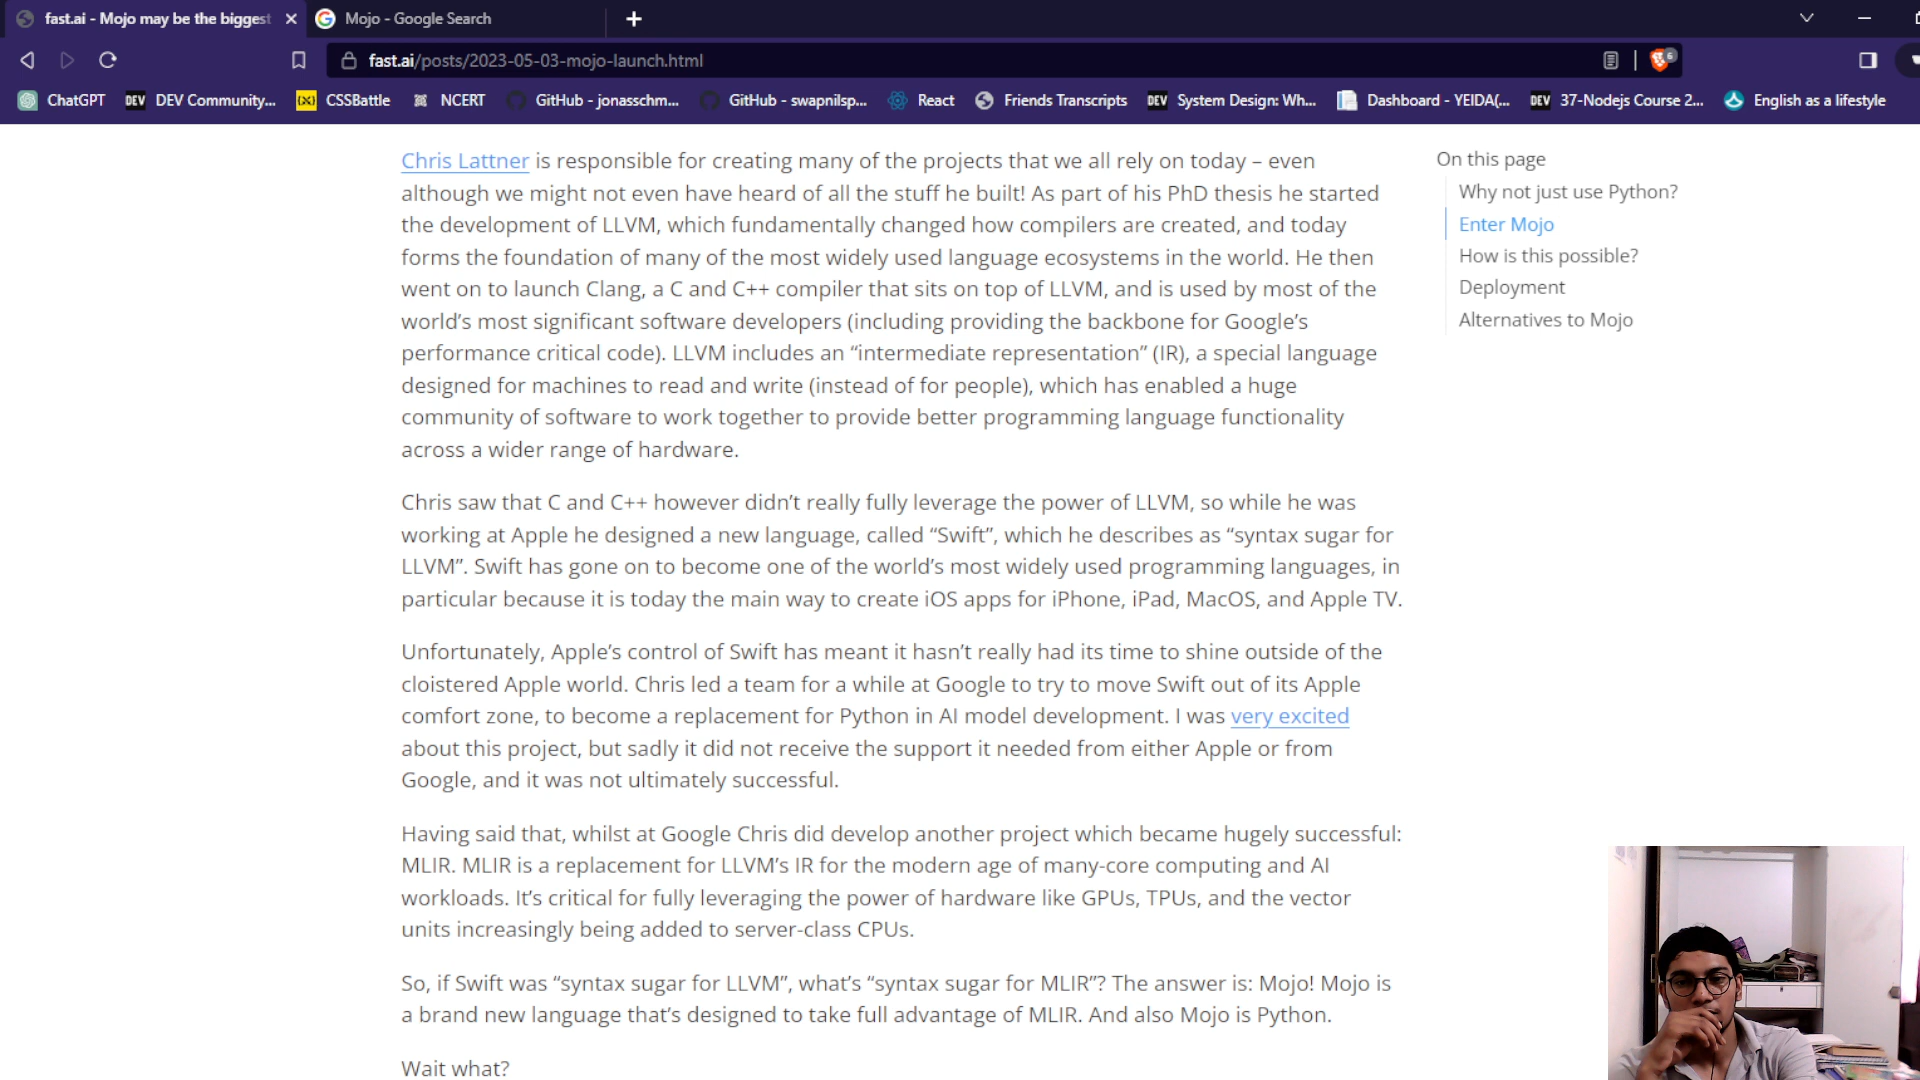 fast.ai - Mojo may be the biggest
Mojo - Google Search
fast.ai/posts/2023-05-03-mojo-launch.html
6
ChatGPT
DEV DEV Community...
CSSBattle
NCERT
GitHub - jonasschm...
GitHub - swapnilsp...
React
Friends Transcripts
DEV System Design: Wh...
Dashboard - YEIDA(...
DEV 37-Nodejs Course 2...
English as a lifestyle
Chris Lattner is responsible for creating many of the projects that we all rely on today – even
although we might not even have heard of all the stuff he built! As part of his PhD thesis he started
the development of LLVM, which fundamentally changed how compilers are created, and today
forms the foundation of many of the most widely used language ecosystems in the world. He then
went on to launch Clang, a C and C++ compiler that sits on top of LLVM, and is used by most of the
world’s most significant software developers (including providing the backbone for Google’s
performance critical code). LLVM includes an “intermediate representation” (IR), a special language
designed for machines to read and write (instead of for people), which has enabled a huge
community of software to work together to provide better programming language functionality
across a wider range of hardware.
Chris saw that C and C++ however didn’t really fully leverage the power of LLVM, so while he was
working at Apple he designed a new language, called “Swift”, which he describes as “syntax sugar for
LLVM”. Swift has gone on to become one of the world’s most widely used programming languages, in
particular because it is today the main way to create iOS apps for iPhone, iPad, MacOS, and Apple TV.
Unfortunately, Apple’s control of Swift has meant it hasn’t really had its time to shine outside of the
cloistered Apple world. Chris led a team for a while at Google to try to move Swift out of its Apple
comfort zone, to become a replacement for Python in AI model development. I was very excited
about this project, but sadly it did not receive the support it needed from either Apple or from
Google, and it was not ultimately successful.
Having said that, whilst at Google Chris did develop another project which became hugely successful:
MLIR. MLIR is a replacement for LLVM’s IR for the modern age of many-core computing and AI
workloads. It’s critical for fully leveraging the power of hardware like GPUs, TPUs, and the vector
units increasingly being added to server-class CPUs.
So, if Swift was “syntax sugar for LLVM”, what’s “syntax sugar for MLIR”? The answer is: Mojo! Mojo is
a brand new language that’s designed to take full advantage of MLIR. And also Mojo is Python.
Wait what?
On this page
Why not just use Python?
Enter Mojo
How is this possible?
Deployment
Alternatives to Mojo